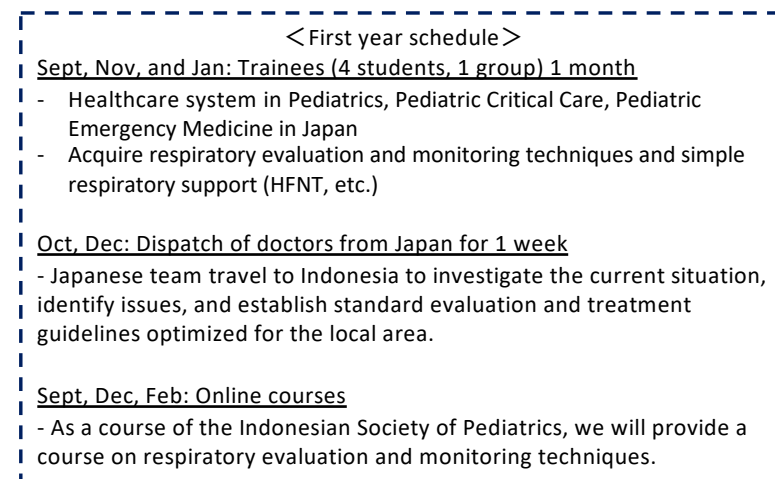 ＜First year schedule＞
Sept, Nov, and Jan: Trainees (4 students, 1 group) 1 month
- Healthcare system in Pediatrics, Pediatric Critical Care, Pediatric
Emergency Medicine in Japan
- Acquire respiratory evaluation and monitoring techniques and simple
respiratory support (HFNT, etc.)
Oct, Dec: Dispatch of doctors from Japan for 1 week
- Japanese team travel to Indonesia to investigate the current situation,
identify issues, and establish standard evaluation and treatment
guidelines optimized for the local area.
Sept, Dec, Feb: Online courses
- As a course of the Indonesian Society of Pediatrics, we will provide a
course on respiratory evaluation and monitoring techniques.